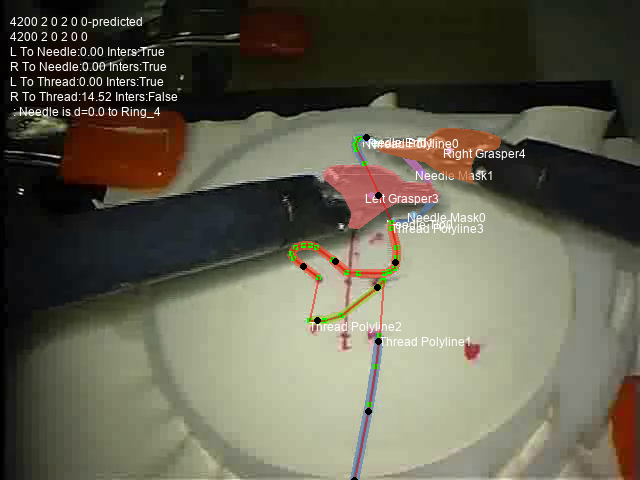 4200 2 0 2 0 0-predicted
4200 2 0 2 0 0
L To Needle:0.00 Inters:True
R To Needle:0.00 Inters:True
L To Thread:0.00 Inters:True
R To Thread:14.52 Inters:False
: Needle is d=0.0 to Ring_4
Thread Polyline0
Right Grasper4
Needle Mask1
Left Grasper3
Needle Mask0
Thread Polyline3
Thread Polyline2
Thread Polyline1